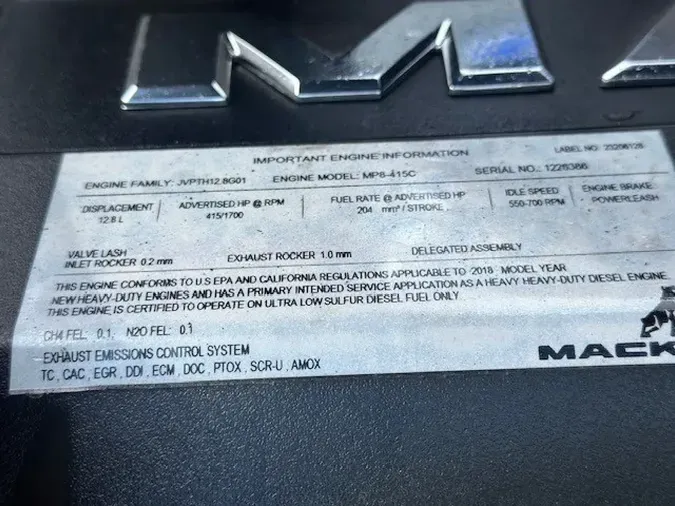 IMPORTANT ENGINE INFORMATION
LABEL NO: 23206128
ENGINE FAMILY: JVPTH12.8G01 ENGINE MODEL: MP8-415C SERIAL NO: 1226386
DISPLACEMENT ADVERTISED HP @ RPM FUEL RATE @ ADVERTISED HP IDLE SPEED ENGINE BRAKE
12.8 L 415/1700 204 mm³ / STROKE 550-700 RPM POWERLEASH
VALVE LASH
INLET ROCKER 0.2 mm EXHAUST ROCKER 1.0 mm DELEGATED ASSEMBLY
THIS ENGINE CONFORMS TO U.S EPA AND CALIFORNIA REGULATIONS APPLICABLE TO 2018 MODEL YEAR
NEW HEAVY-DUTY ENGINES AND HAS A PRIMARY INTENDED SERVICE APPLICATION AS A HEAVY HEAVY-DUTY DIESEL ENGINE
THIS ENGINE IS CERTIFIED TO OPERATE ON ULTRA LOW SULFUR DIESEL FUEL ONLY
CH4 FEL: 0.1, N2O FEL: 0.1
EXHAUST EMISSIONS CONTROL SYSTEM
TC, CAC, EGR, DDI, ECM, DOC, PTOX, SCR-U, AMOX
MACK